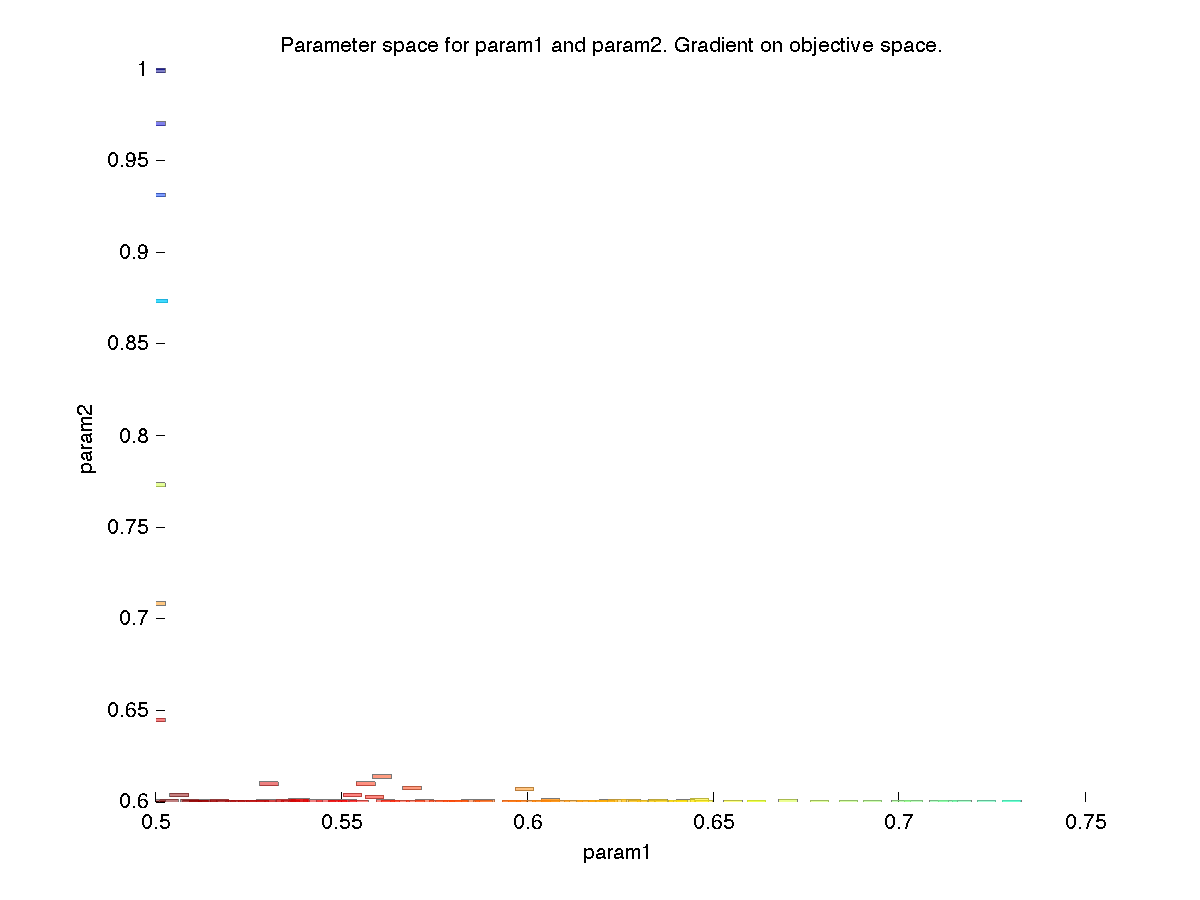 Parameter space for param1 and param2. Gradient on objective space.
1
0.95
0.9
0.85
0.8
0.75
0.7
0.65
0.6
param2
0.5 0.55 0.6 0.65 0.7 0.75
param1